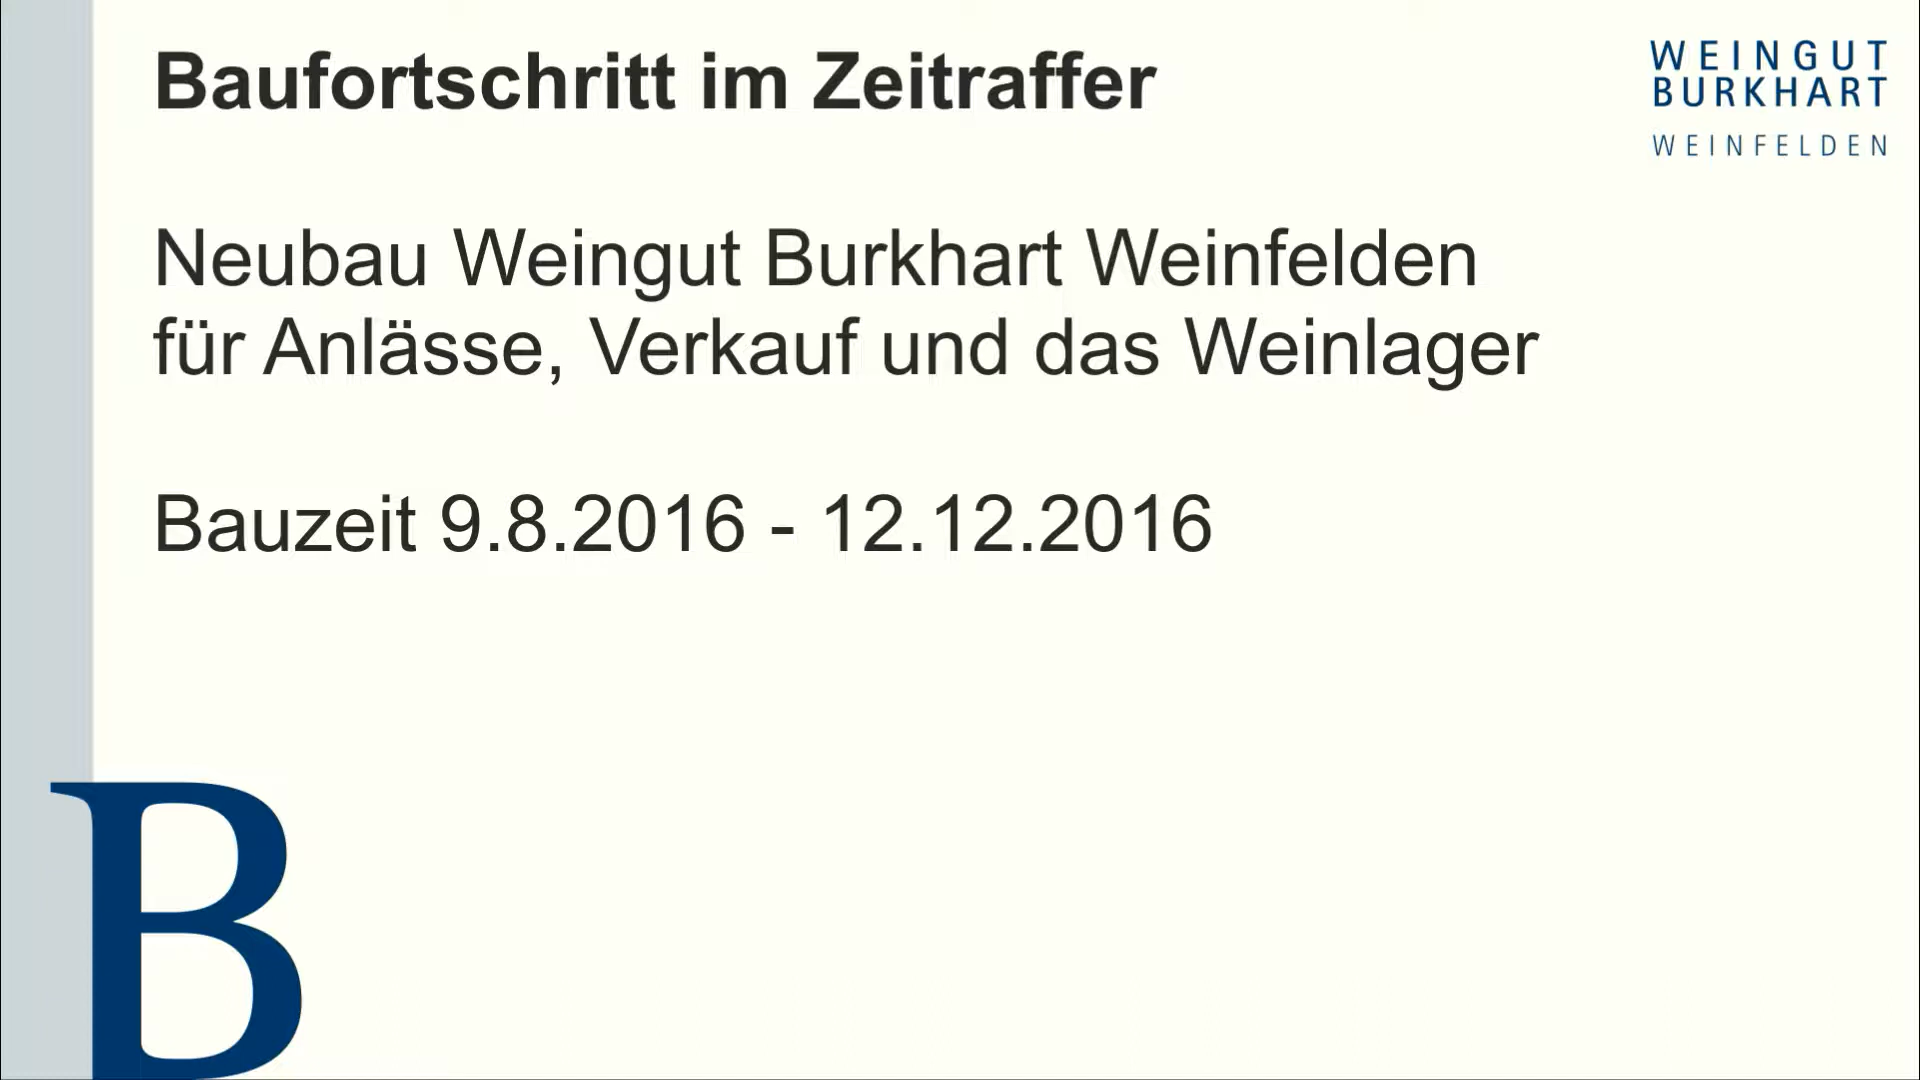 Baufortschritt im Zeitraffer
WEINGUT
BURKHART
WEINFELDEN
Neubau Weingut Burkhart Weinfelden
für Anlässe, Verkauf und das Weinlager
Bauzeit 9.8.2016 - 12.12.2016
B